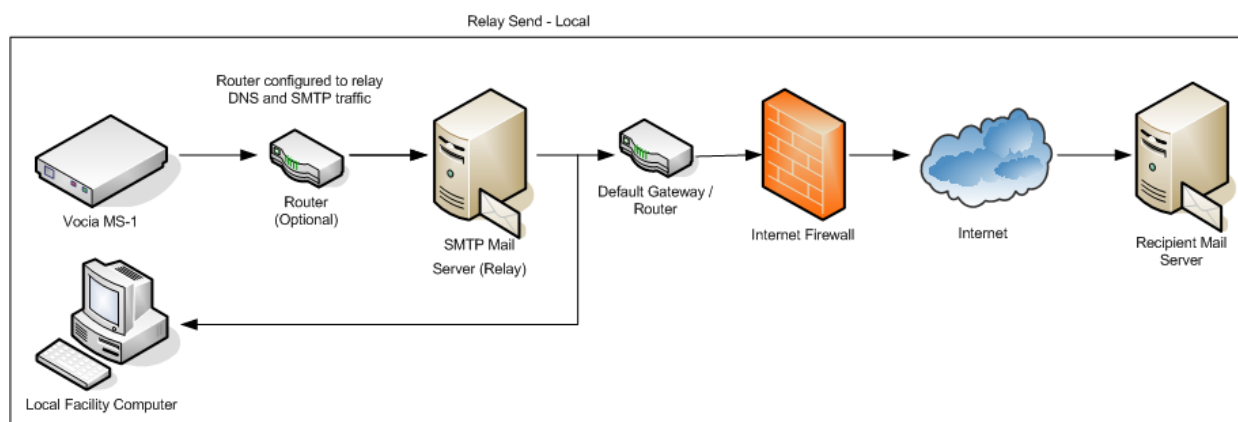 Relay Send - Local
Router configured to relay
DNS and SMTP traffic
Vocia MS-1
Router
(Optional)
SMTP Mail
Server (Relay)
Default Gateway /
Router
Internet Firewall
Internet
Recipient Mail
Server
Local Facility Computer